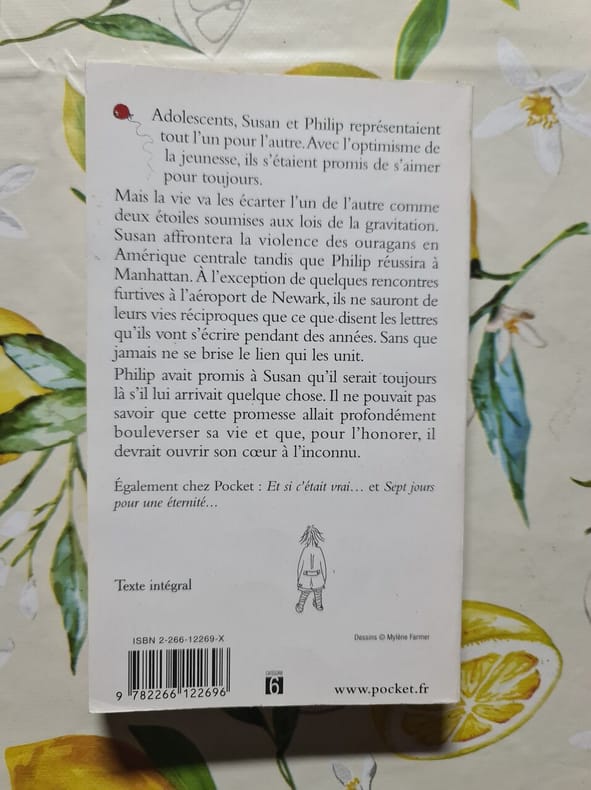 Adolescents, Susan et Philip représentaient
tout l'un pour l'autre. Avec l'optimisme de
la jeunesse, ils s'étaient promis de s'aimer
pour toujours.
Mais la vie va les écarter l'un de l'autre comme
deux étoiles soumises aux lois de la gravitation.
Susan affrontera la violence des ouragans en
Amérique centrale tandis que Philip réussira à
Manhattan. À l'exception de quelques rencontres
furtives à l'aéroport de Newark, ils ne sauront de
leurs vies réciproques que ce que disent les lettres
qu'ils vont s'écrire pendant des années. Sans que
jamais ne se brise le lien qui les unit.
Philip avait promis à Susan qu'il serait toujours
là s'il lui arrivait quelque chose. Il ne pouvait pas
savoir que cette promesse allait profondément
bouleverser sa vie et que, pour l'honorer, il
devrait ouvrir son cœur à l'inconnu.
Également chez Pocket : Et si c'était vrai… et Sept jours
pour une éternité…
Texte intégral
Dessins © Mylène Farmer
ISBN 2-266-12269-X
9 782266 122696
CATÉGORIE
6
www.pocket.fr